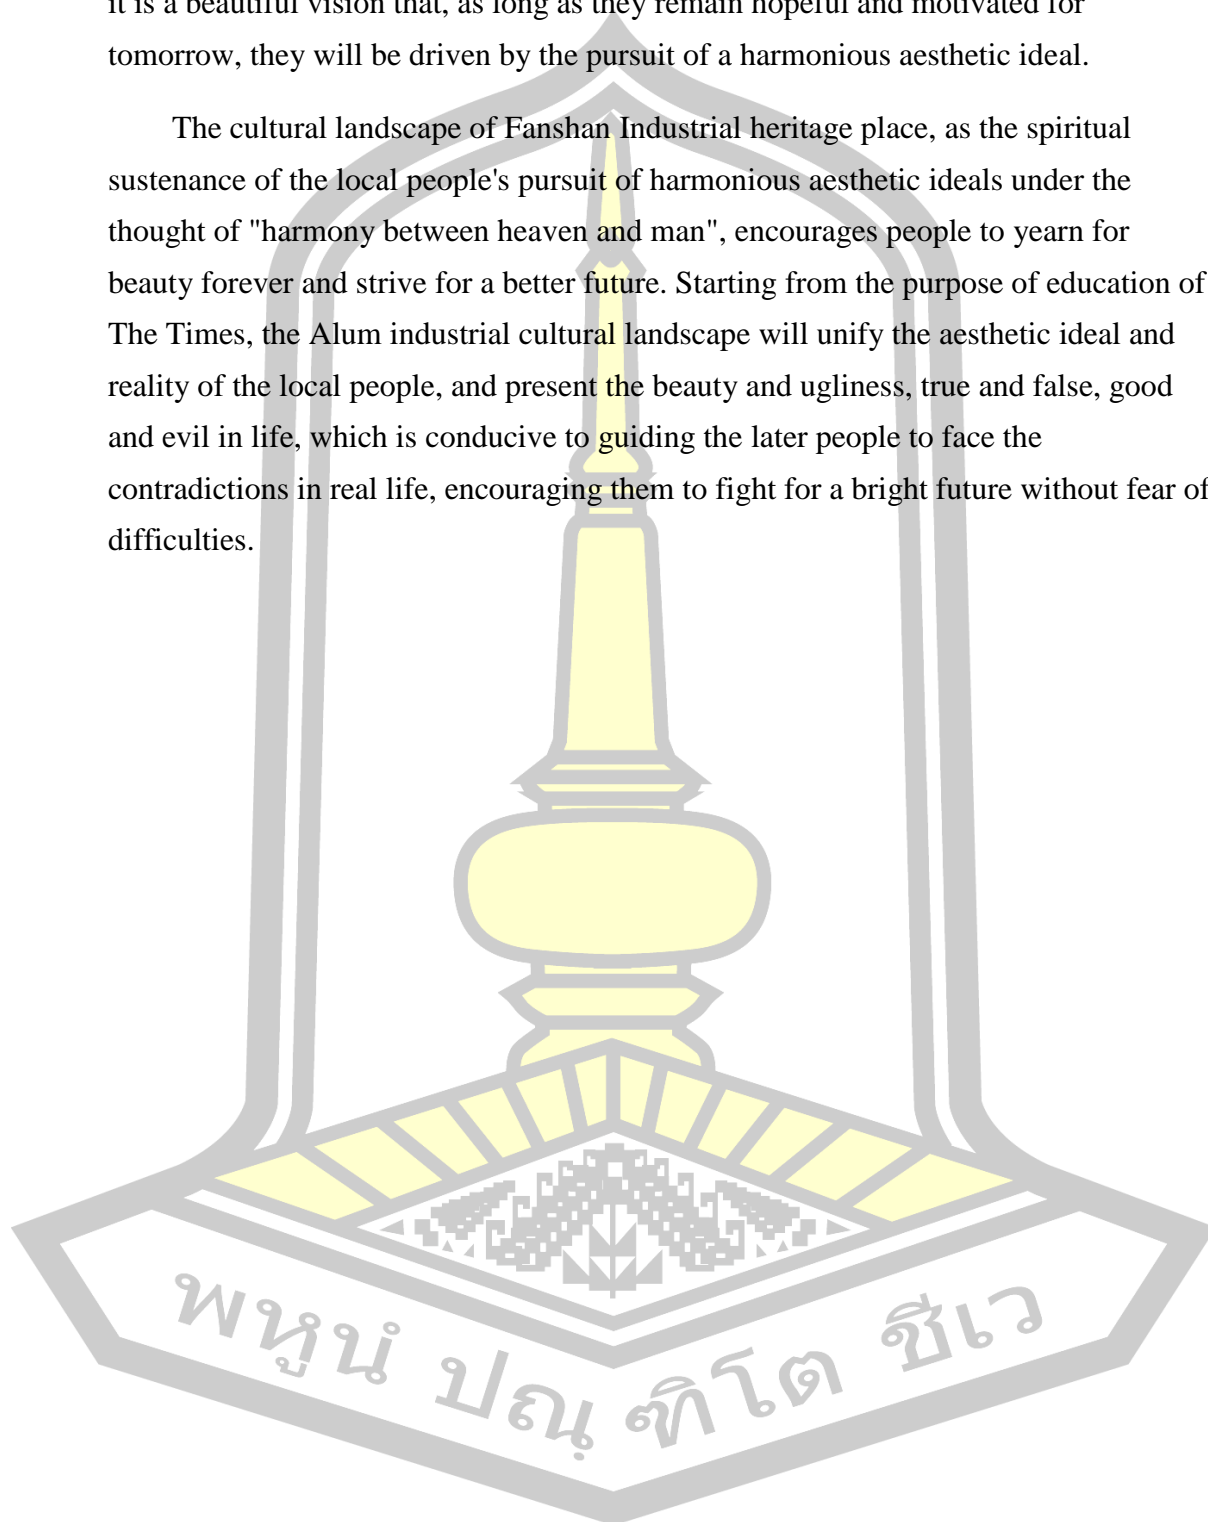 it is a beautiful vision that, as long as they remain hopeful and motivated for
tomorrow, they will be driven by the pursuit of a harmonious aesthetic ideal.
The cultural landscape of Fanshan Industrial heritage place, as the spiritual
sustenance of the local people's pursuit of harmonious aesthetic ideals under the
thought of "harmony between heaven and man", encourages people to yearn for
beauty forever and strive for a better future. Starting from the purpose of education of
The Times, the Alum industrial cultural landscape will unify the aesthetic ideal and
reality of the local people, and present the beauty and ugliness, true and false, good
and evil in life, which is conducive to guiding the later people to face the
contradictions in real life, encouraging them to fight for a bright future without fear of
difficulties.
พหูนํ ปณฺ ฑิโต ชีเว